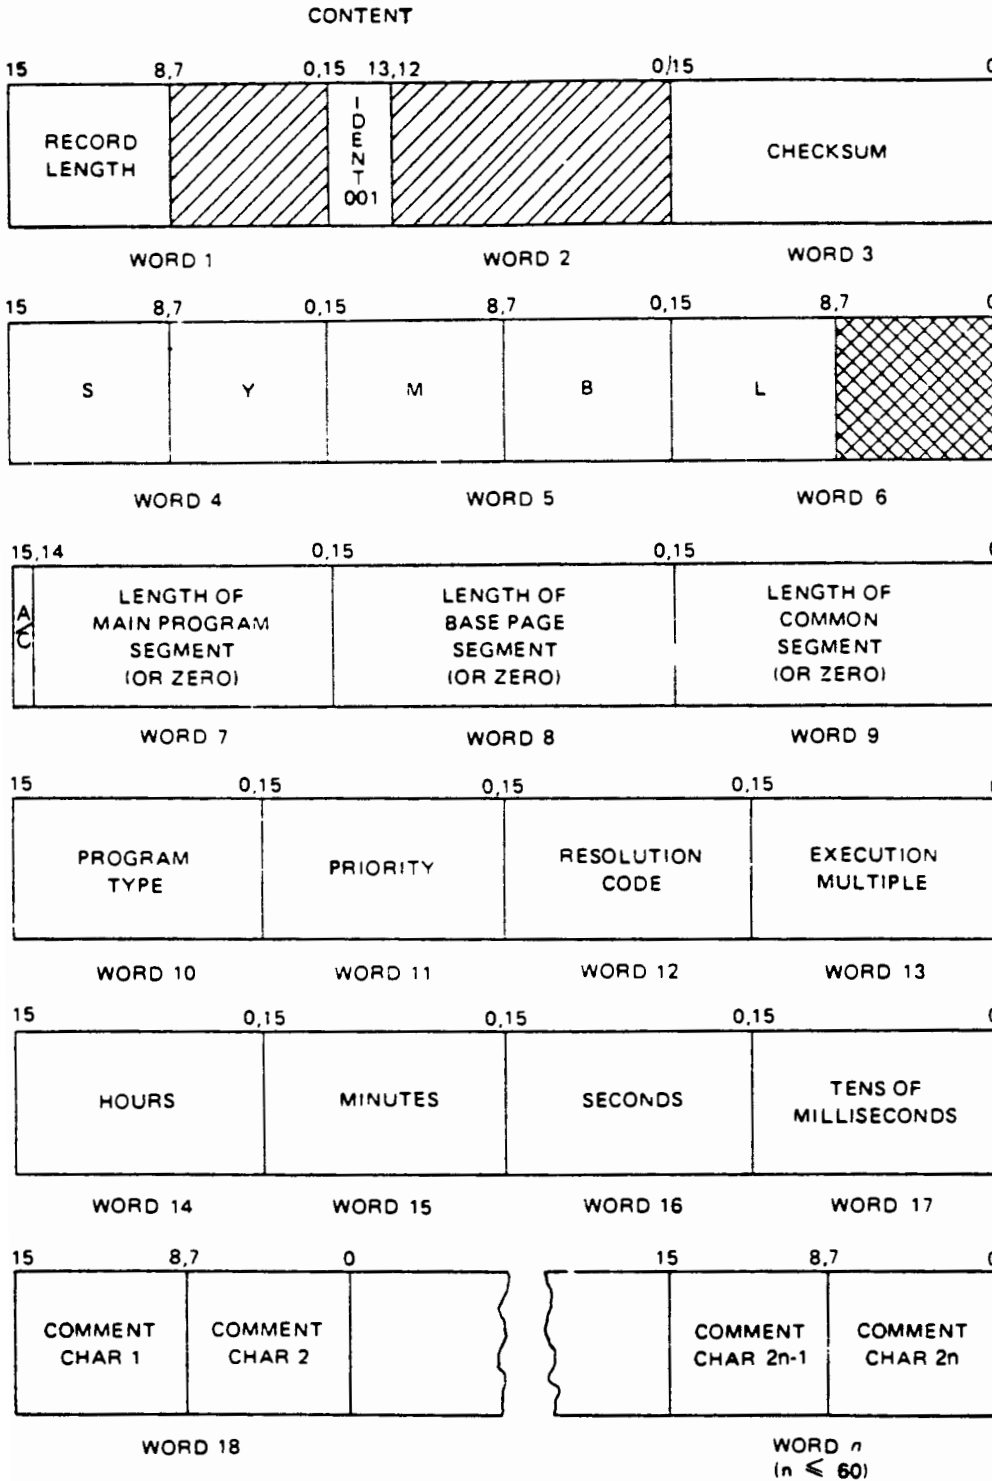 CONTENT
15 8,7 0,15 13,12 0/15 0
RECORD LENGTH
IDENT 001
CHECKSUM
WORD 1 WORD 2 WORD 3
15 8,7 0,15 8,7 0,15 8,7 0
S Y M B L
WORD 4 WORD 5 WORD 6
15,14 0,15 0,15 0
A/C
LENGTH OF MAIN PROGRAM SEGMENT (OR ZERO)
LENGTH OF BASE PAGE SEGMENT (OR ZERO)
LENGTH OF COMMON SEGMENT (OR ZERO)
WORD 7 WORD 8 WORD 9
15 0,15 0,15 0,15
PROGRAM TYPE
PRIORITY
RESOLUTION CODE
EXECUTION MULTIPLE
WORD 10 WORD 11 WORD 12 WORD 13
15 0,15 0,15 0,15 0
HOURS
MINUTES
SECONDS
TENS OF MILLISECONDS
WORD 14 WORD 15 WORD 16 WORD 17
15 8,7 0 15 8,7 0
COMMENT CHAR 1
COMMENT CHAR 2
COMMENT CHAR 2n-1
COMMENT CHAR 2n
WORD 18 WORD n
(n ⩽ 60)